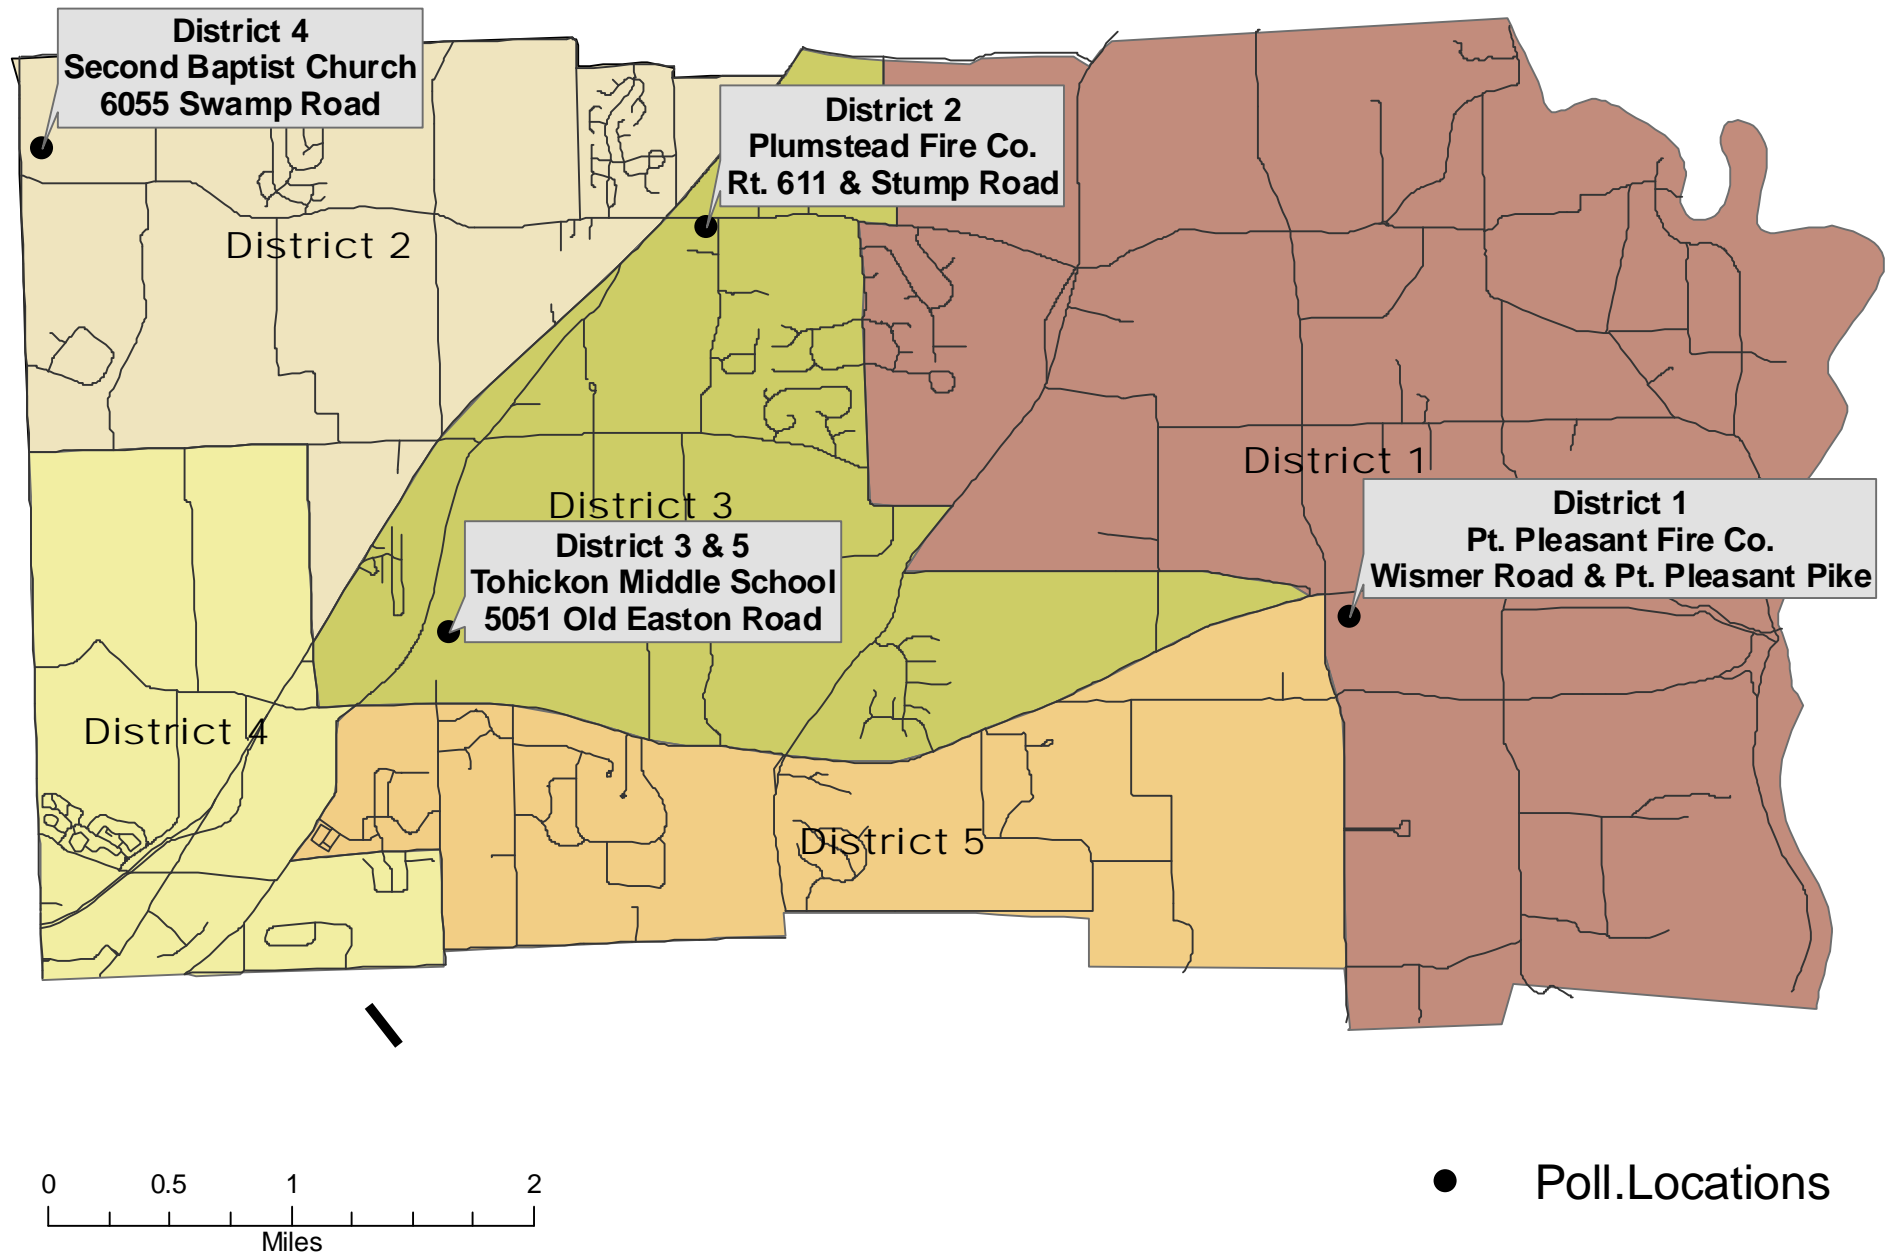 District 4
Second Baptist Church
6055 Swamp Road
District 2
Plumstead Fire Co.
Rt. 611 & Stump Road
District 2
District 1
District 3
District 1
Pt. Pleasant Fire Co.
Wismer Road & Pt. Pleasant Pike
District 3 & 5
Tohickon Middle School
5051 Old Easton Road
District 4
District 5
0 0.5 1 2
Miles
Poll.Locations